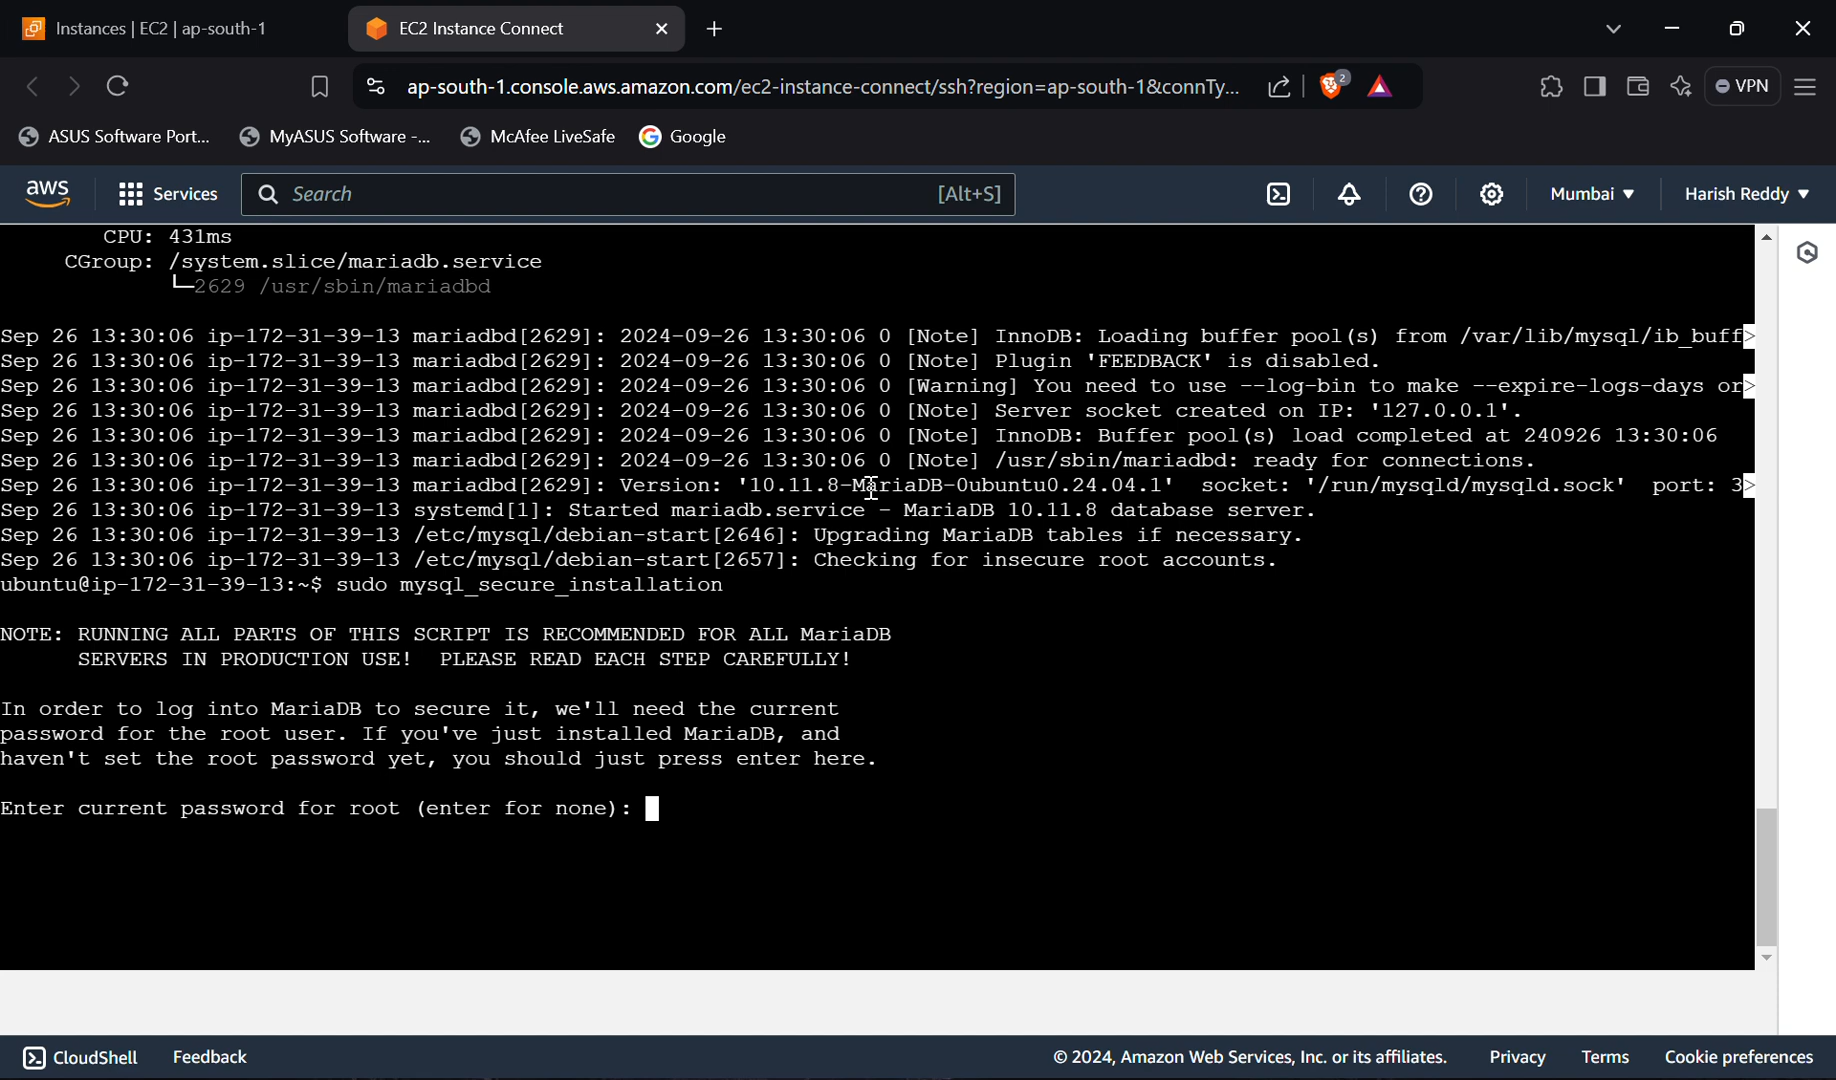 Instances | EC2 | ap-south-1
EC2 Instance Connect
ap-south-1.console.aws.amazon.com/ec2-instance-connect/ssh?region=ap-south-1&connTy...
2
VPN
ASUS Software Port...
MyASUS Software -...
McAfee LiveSafe
Google
aws
Services
Search
[Alt+S]
Mumbai
Harish Reddy
CPU: 431ms
CGroup: /system.slice/mariadb.service
└─2629 /usr/sbin/mariadbd
Sep 26 13:30:06 ip-172-31-39-13 mariadbd[2629]: 2024-09-26 13:30:06 0 [Note] InnoDB: Loading buffer pool(s) from /var/lib/mysql/ib_buff>
Sep 26 13:30:06 ip-172-31-39-13 mariadbd[2629]: 2024-09-26 13:30:06 0 [Note] Plugin 'FEEDBACK' is disabled.
Sep 26 13:30:06 ip-172-31-39-13 mariadbd[2629]: 2024-09-26 13:30:06 0 [Warning] You need to use --log-bin to make --expire-logs-days or>
Sep 26 13:30:06 ip-172-31-39-13 mariadbd[2629]: 2024-09-26 13:30:06 0 [Note] Server socket created on IP: '127.0.0.1'.
Sep 26 13:30:06 ip-172-31-39-13 mariadbd[2629]: 2024-09-26 13:30:06 0 [Note] InnoDB: Buffer pool(s) load completed at 240926 13:30:06
Sep 26 13:30:06 ip-172-31-39-13 mariadbd[2629]: 2024-09-26 13:30:06 0 [Note] /usr/sbin/mariadbd: ready for connections.
Sep 26 13:30:06 ip-172-31-39-13 mariadbd[2629]: Version: '10.11.8-MariaDB-0ubuntu0.24.04.1'  socket: '/run/mysqld/mysqld.sock'  port: 3>
Sep 26 13:30:06 ip-172-31-39-13 systemd[1]: Started mariadb.service - MariaDB 10.11.8 database server.
Sep 26 13:30:06 ip-172-31-39-13 /etc/mysql/debian-start[2646]: Upgrading MariaDB tables if necessary.
Sep 26 13:30:06 ip-172-31-39-13 /etc/mysql/debian-start[2657]: Checking for insecure root accounts.
ubuntu@ip-172-31-39-13:~$ sudo mysql_secure_installation
NOTE: RUNNING ALL PARTS OF THIS SCRIPT IS RECOMMENDED FOR ALL MariaDB
SERVERS IN PRODUCTION USE!  PLEASE READ EACH STEP CAREFULLY!
In order to log into MariaDB to secure it, we'll need the current
password for the root user. If you've just installed MariaDB, and
haven't set the root password yet, you should just press enter here.
Enter current password for root (enter for none):
CloudShell
Feedback
© 2024, Amazon Web Services, Inc. or its affiliates.
Privacy
Terms
Cookie preferences